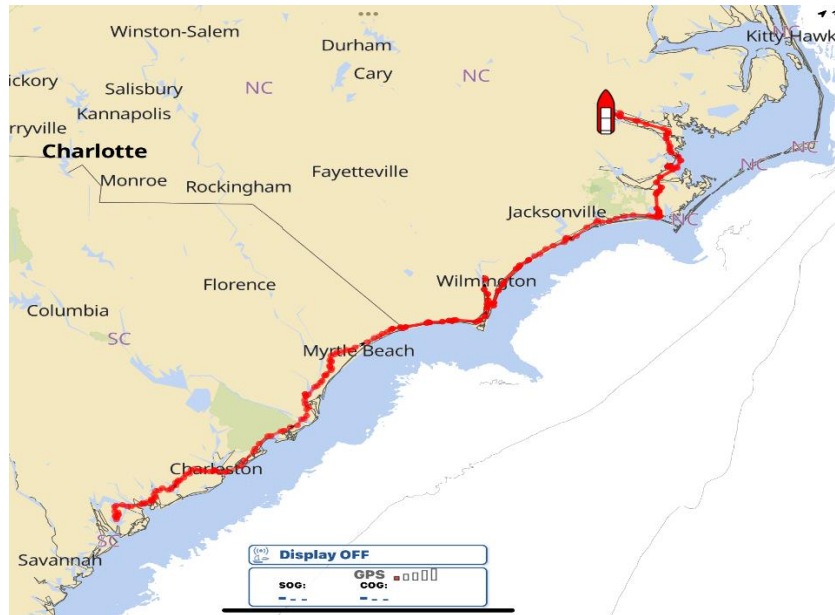 Winston-Salem
Durham
Kitty Hawk
NC
Cary
NC
ickory
Salisbury
NC
Kannapolis
rryville
Charlotte
NC
NC
Monroe
Rockingham
Fayetteville
Jacksonville
NC
Florence
Wilmington
Columbia
SC
Myrtle Beach
Charleston
SC
Savannah
Display OFF
GPS
SOG:
COG:
- - -
- - -